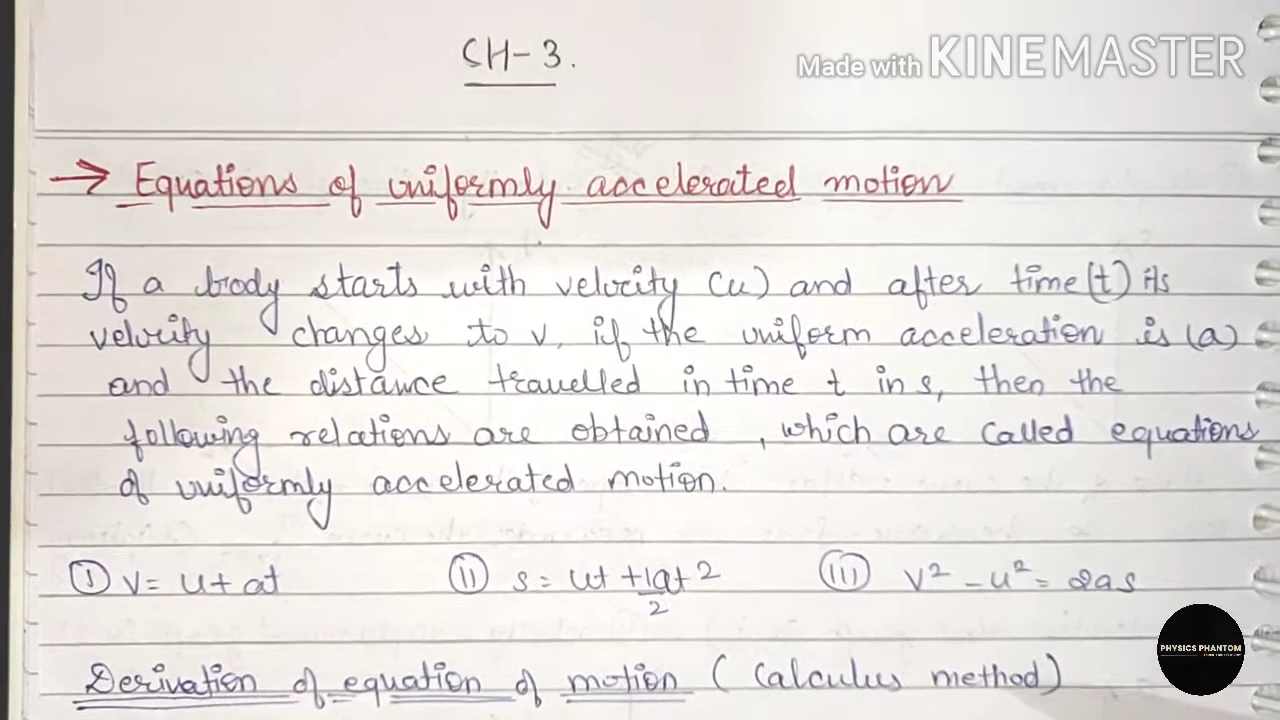 CH-3.
Made with KINEMASTER
→ Equations of uniformly accelerated motion
If a body starts with velocity (u) and after time (t) its
velocity changes to v, if the uniform acceleration is (a)
and the distance travelled in time t in s, then the
following relations are obtained, which are called equations
of uniformly accelerated motion.
(i) v = u + at (ii) s = ut + 1/2 at 2 (iii) v² - u² = 2as
PHYSICS PHANTOM
Derivation of equation of motion (Calculus method)